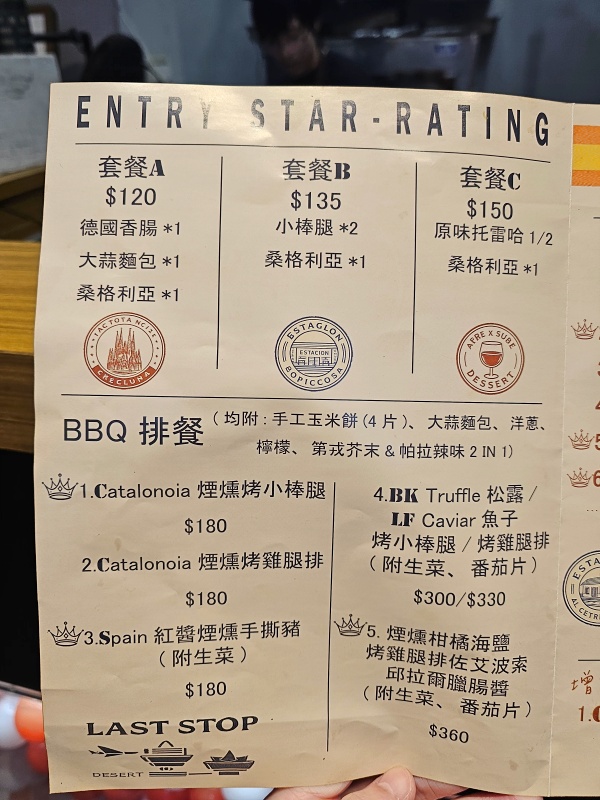 ENTRY STAR-RATING
套餐A
$120
德國香腸 *1
大蒜麵包 *1
桑格利亞 *1
套餐B
$135
小棒腿 *2
桑格利亞 *1
套餐C
$150
原味托雷哈 1/2
桑格利亞 *1
ESTAGLON
ESTACION
BOPICCOSA
AFRE X SUBE
DESSERT
BBQ 排餐
( 均附 : 手工玉米餅 (4 片 )、 大蒜麵包、洋蔥、
檸檬、 第戎芥末 & 帕拉辣味 2 IN 1)
1.Catalonoia 煙燻烤小棒腿
$180
2.Catalonoia 煙燻烤雞腿排
$180
3.Spain 紅醬煙燻手撕豬
( 附生菜 )
$180
4.BK Truffle 松露 /
LF Caviar 魚子
烤小棒腿 / 烤雞腿排
( 附生菜、 番茄片 )
$300/$330
5. 煙燻柑橘海鹽
烤雞腿排佐艾波索
邱拉爾臘腸醬
( 附生菜、 番茄片 )
$360
LAST STOP
DESERT
5
6
增
1.